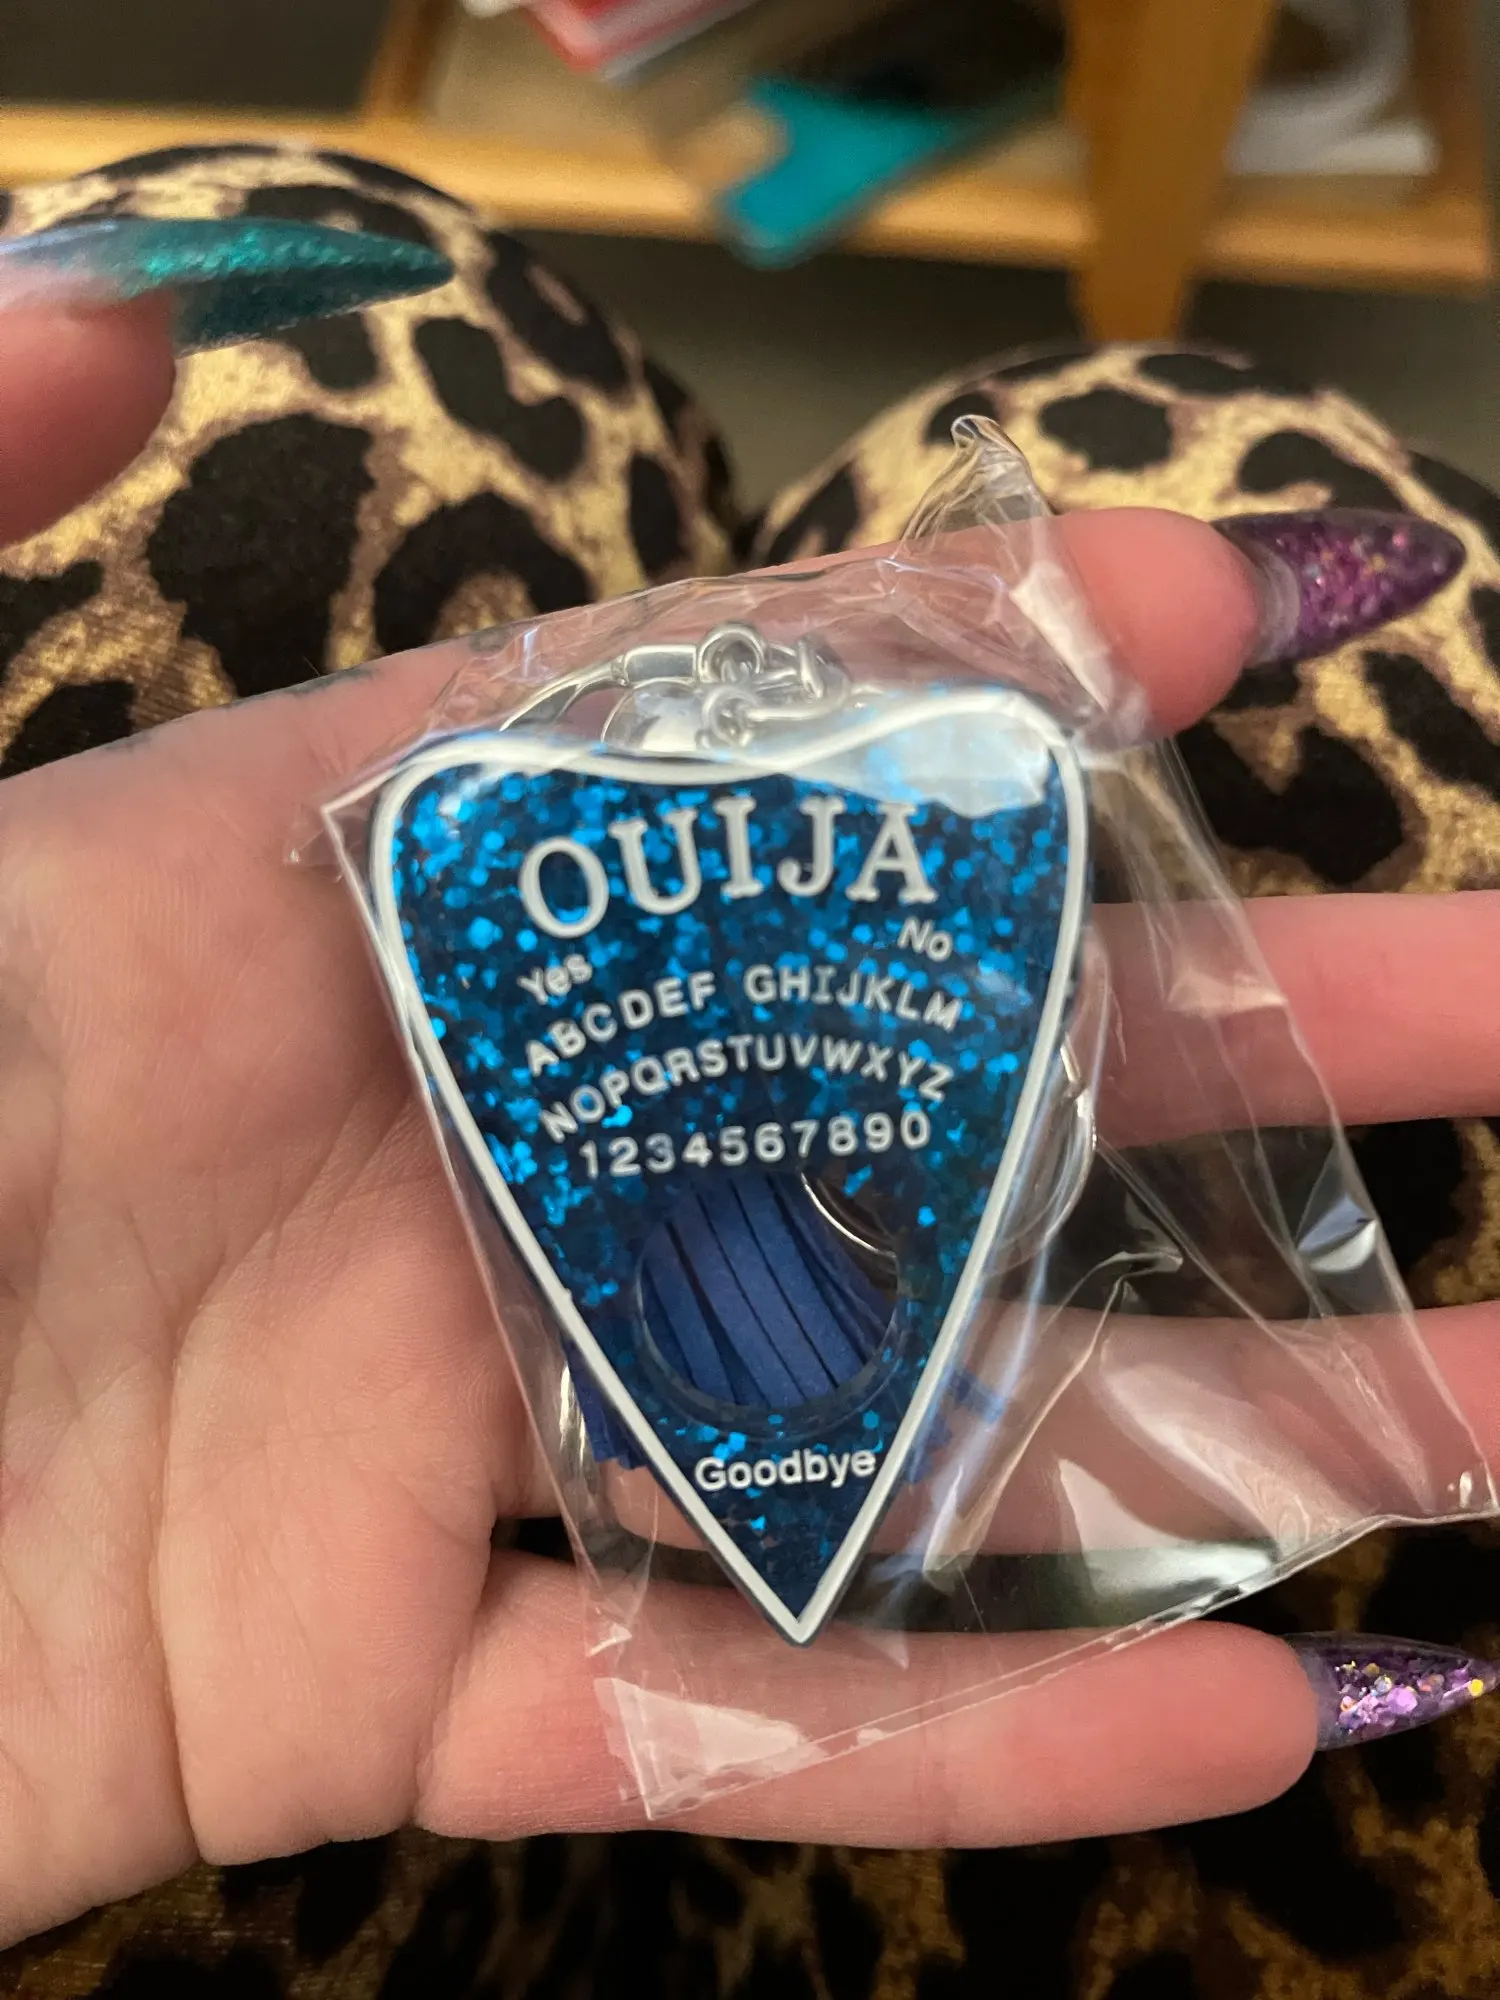 OUIJA
Yes No
ABCDEF GHIJKLM
NOPQRSTUVWXYZ
1234567890
Goodbye